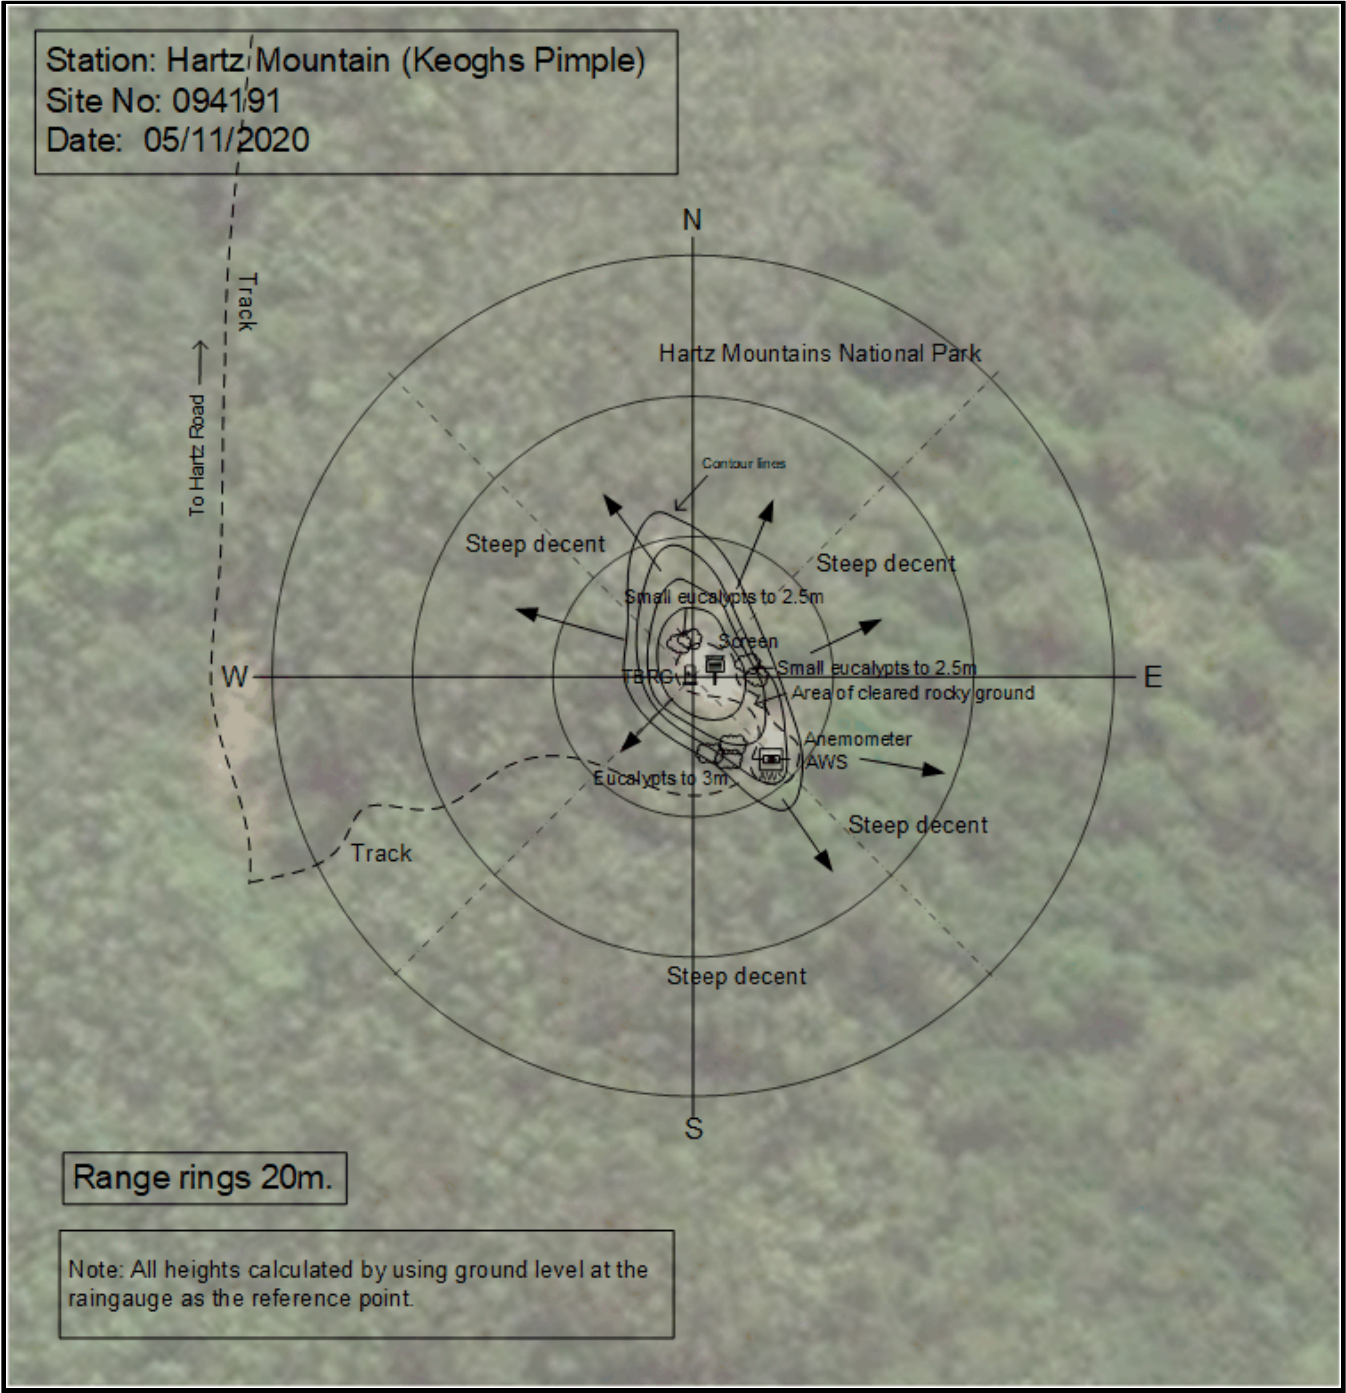 Station: Hartz Mountain (Keoghs Pimple)
Site No: 094191
Date: 05/11/2020
N
Track
Hartz Mountains National Park
To Hartz Road
Contour lines
Steep decent
Steep decent
Small eucalypts to 2.5m
Screen
W
TBRG
Small eucalypts to 2.5m
E
Area of cleared rocky ground
Anemometer
AWS
AWS
Eucalypts to 3m
Steep decent
Track
Steep decent
S
Range rings 20m.
Note: All heights calculated by using ground level at the
raingauge as the reference point.